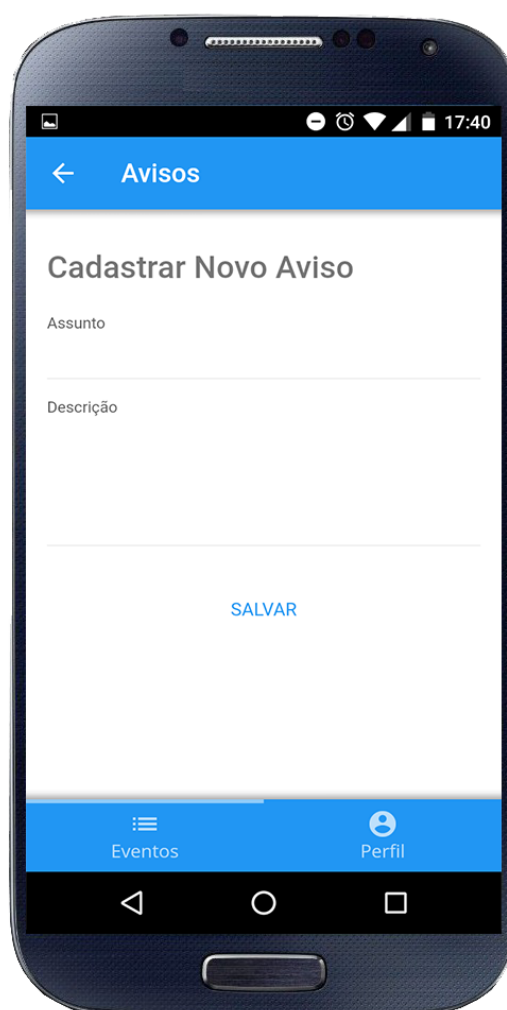 17:40
Avisos
Cadastrar Novo Aviso
Assunto
Descrição
SALVAR
Eventos
Perfil